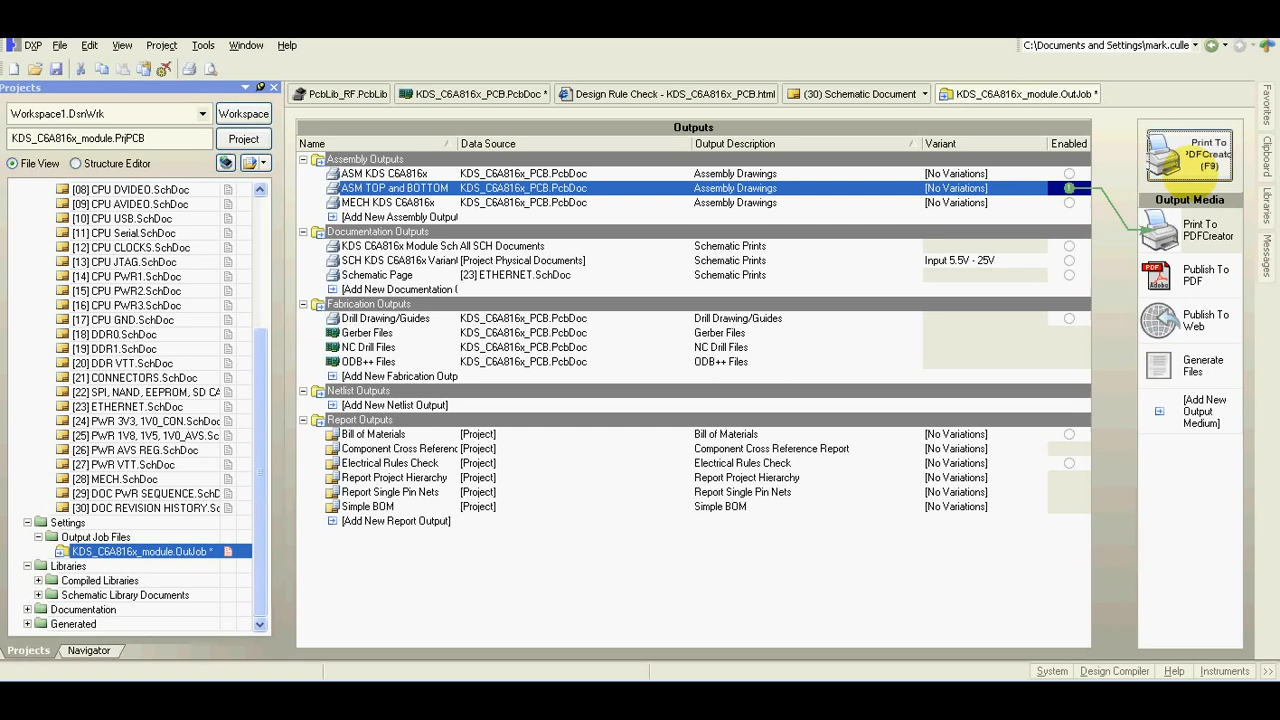 DXP File Edit View Project Tools Window Help
C:\Documents and Settings\mark.culle
Projects
Workspace1.DsnWrk Workspace
KDS_C6A816x_module.PrjPCB Project
File View Structure Editor
[08] CPU DVIDEO.SchDoc
[09] CPU AVIDEO.SchDoc
[10] CPU USB.SchDoc
[11] CPU Serial.SchDoc
[12] CPU CLOCKS.SchDoc
[13] CPU JTAG.SchDoc
[14] CPU PWR1.SchDoc
[15] CPU PWR2.SchDoc
[16] CPU PWR3.SchDoc
[17] CPU GND.SchDoc
[18] DDR0.SchDoc
[19] DDR1.SchDoc
[20] DDR VTT.SchDoc
[21] CONNECTORS.SchDoc
[22] SPI, NAND, EEPROM, SD CA
[23] ETHERNET.SchDoc
[24] PWR 3V3, 1V0_CON.SchDoc
[25] PWR 1V8, 1V5, 1V0_AVS.Sc
[26] PWR AVS REG.SchDoc
[27] PWR VTT.SchDoc
[28] MECH.SchDoc
[29] DOC PWR SEQUENCE.SchD
[30] DOC REVISION HISTORY.Sc
Settings
Output Job Files
KDS_C6A816x_module.OutJob *
Libraries
Compiled Libraries
Schematic Library Documents
Documentation
Generated
Projects Navigator
PcbLib_RF.PcbLib KDS_C6A816x_PCB.PcbDoc * Design Rule Check - KDS_C6A816x_PCB.html (30) Schematic Document KDS_C6A816x_module.OutJob *
Outputs
Name Data Source Output Description Variant Enabled
Assembly Outputs
ASM KDS C6A816x KDS_C6A816x_PCB.PcbDoc Assembly Drawings [No Variations]
ASM TOP and BOTTOM KDS_C6A816x_PCB.PcbDoc Assembly Drawings [No Variations] 1
MECH KDS C6A816x KDS_C6A816x_PCB.PcbDoc Assembly Drawings [No Variations]
[Add New Assembly Outpu
Documentation Outputs
KDS C6A816x Module Sch All SCH Documents Schematic Prints
SCH KDS C6A816x Variant [Project Physical Documents] Schematic Prints Input 5.5V - 25V
Schematic Page [23] ETHERNET.SchDoc Schematic Prints
[Add New Documentation (
Fabrication Outputs
Drill Drawing/Guides KDS_C6A816x_PCB.PcbDoc Drill Drawing/Guides
Gerber Files KDS_C6A816x_PCB.PcbDoc Gerber Files
NC Drill Files KDS_C6A816x_PCB.PcbDoc NC Drill Files
ODB++ Files KDS_C6A816x_PCB.PcbDoc ODB++ Files
[Add New Fabrication Outp
Netlist Outputs
[Add New Netlist Output]
Report Outputs
Bill of Materials [Project] Bill of Materials [No Variations]
Component Cross Referenc [Project] Component Cross Reference Report [No Variations]
Electrical Rules Check [Project] Electrical Rules Check [No Variations]
Report Project Hierarchy [Project] Report Project Hierarchy [No Variations]
Report Single Pin Nets [Project] Report Single Pin Nets [No Variations]
Simple BOM [Project] Simple BOM [No Variations]
[Add New Report Output]
Print To
PDFCreato
(F9)
Output Media
Print To
PDFCreator
Publish To
PDF
Adobe
Publish To
Web
Generate
Files
[Add New
Output
Medium]
Favorites
Clipboard
Libraries
Messages
System Design Compiler Help Instruments >>